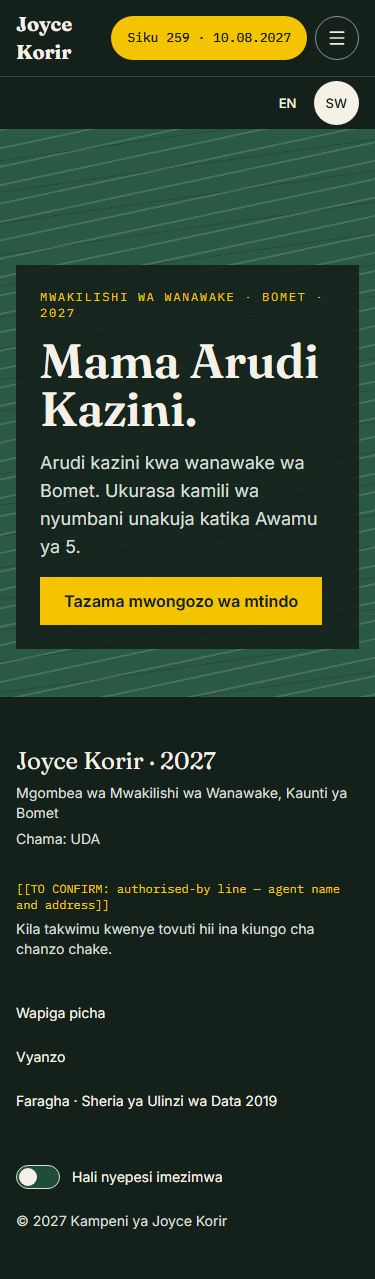 Joyce
Korir
Siku 259 · 10.08.2027
EN
SW
MWAKILISHI WA WANAWAKE · BOMET ·
2027
Mama Arudi
Kazini.
Arudi kazini kwa wanawake wa
Bomet. Ukurasa kamili wa
nyumbani unakuja katika Awamu
ya 5.
Tazama mwongozo wa mtindo
Joyce Korir · 2027
Mgombea wa Mwakilishi wa Wanawake, Kaunti ya
Bomet
Chama: UDA
[[TO CONFIRM: authorised-by line — agent name
and address]]
Kila takwimu kwenye tovuti hii ina kiungo cha
chanzo chake.
Wapiga picha
Vyanzo
Faragha · Sheria ya Ulinzi wa Data 2019
Hali nyepesi imezimwa
© 2027 Kampeni ya Joyce Korir